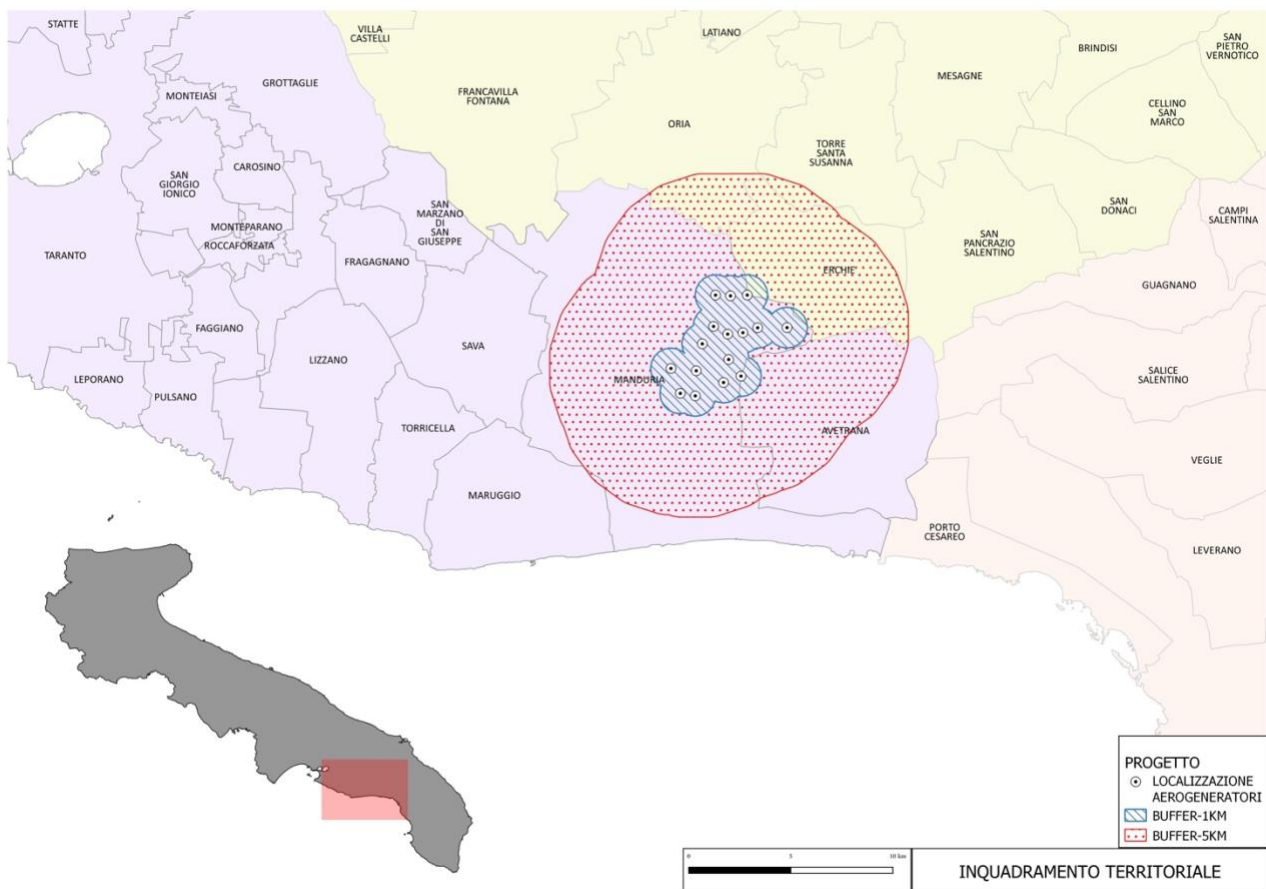 STATTE
VILLA
CASTELLI
LATIANO
BRINDISI
SAN
PIETRO
VERNOTICO
GROTTAGLIE
MESAGNE
MONTEIASI
FRANCAVILLA
FONTANA
CELLINO
SAN
MARCO
ORIA
TORRE
SANTA
SUSANNA
CAROSINO
SAN
GIORGIO
IONICO
SAN
MARZANO
DI
SAN
GIUSEPPE
SAN
DONACI
CAMPI
SALENTINA
MONTEPARANO
ROCCAFORZATA
SAN
PANCRAZIO
SALENTINO
TARANTO
FRAGAGNANO
ERCHIE
GUAGNANO
FAGGIANO
SAVA
LIZZANO
SALICE
SALENTINO
LEPORANO
MANDURIA
PULSANO
TORRICELLA
AVETRANA
VEGLIE
MARUGGIO
PORTO
CESAREO
LEVERANO
PROGETTO
LOCALIZZAZIONE
AEROGENERATORI
BUFFER-1KM
BUFFER-5KM
0 5 10 km
INQUADRAMENTO TERRITORIALE